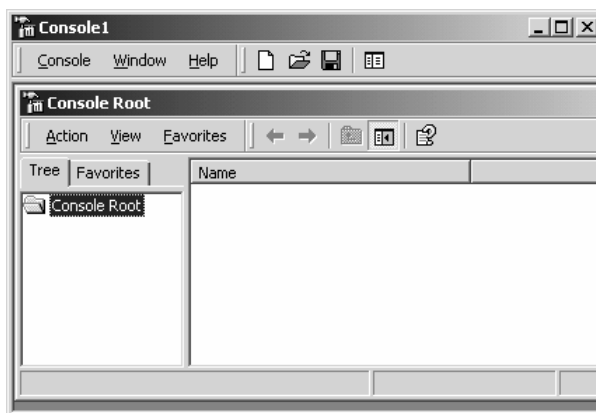 Console1
Console Window Help
Console Root
Action View Favorites
Tree Favorites Name
Console Root